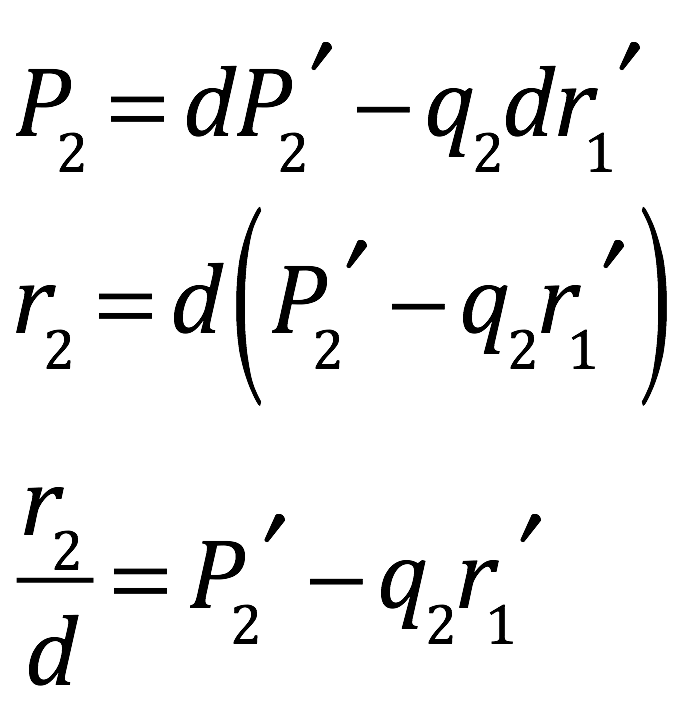 P₂ = dP₂′ − q₂dr₁′
r₂ = d(P₂′ − q₂r₁′)
r₂/d = P₂′ − q₂r₁′